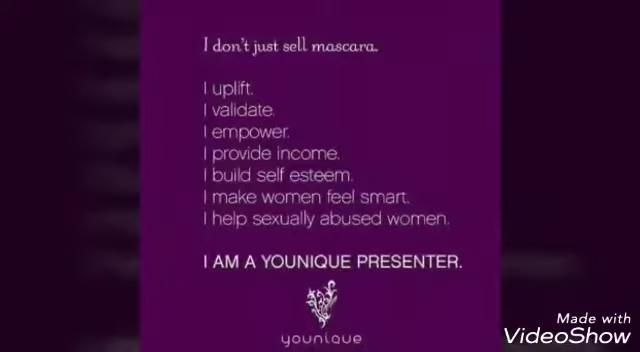 I don't just sell mascara.
I uplift.
I validate.
I empower.
I provide income.
I build self esteem.
I make women feel smart.
I help sexually abused women.
I AM A YOUNIQUE PRESENTER.
younique
Made with
VideoShow